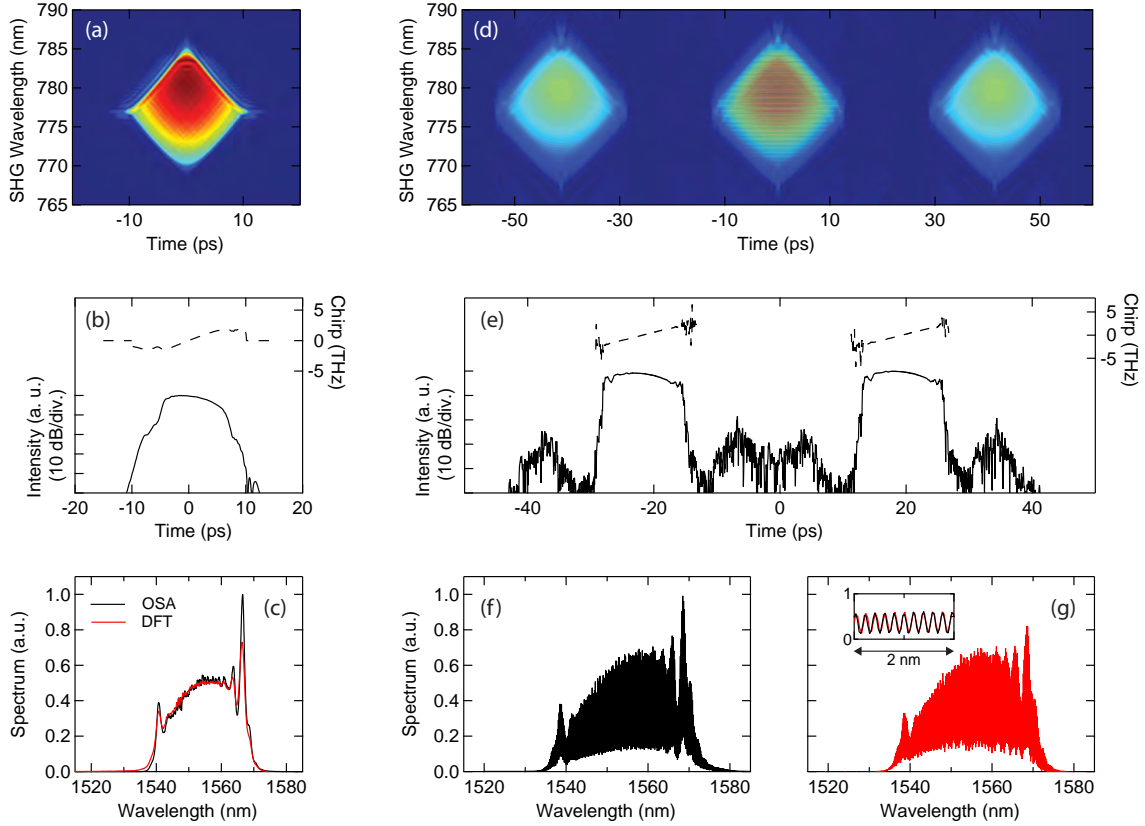 (a)
SHG Wavelength (nm)
790
785
780
775
770
765
-10
10
Time (ps)
(d)
SHG Wavelength (nm)
790
785
780
775
770
765
-50
-30
-10
10
30
50
Time (ps)
(b)
Chirp (THz)
5
0
-5
Intensity (a. u.)
(10 dB/div.)
-20
-10
0
10
20
Time (ps)
(e)
Chirp (THz)
5
0
-5
Intensity (a. u.)
(10 dB/div.)
-40
-20
0
20
40
Time (ps)
(c)
OSA
DFT
Spectrum (a.u.)
1.0
0.8
0.6
0.4
0.2
0.0
1520
1540
1560
1580
Wavelength (nm)
(f)
Spectrum (a.u.)
1.0
0.8
0.6
0.4
0.2
0.0
1520
1540
1560
1580
Wavelength (nm)
(g)
1
0
2 nm
1520
1540
1560
1580
Wavelength (nm)